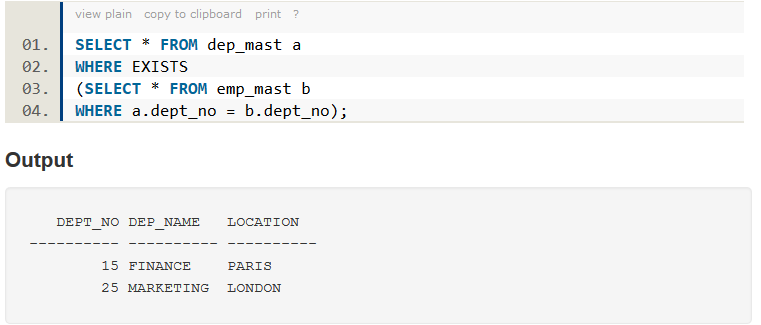 view plain copy to clipboard print ?
01. SELECT * FROM dep_mast a
02. WHERE EXISTS
03. (SELECT * FROM emp_mast b
04. WHERE a.dept_no = b.dept_no);
Output
DEPT_NO DEP_NAME LOCATION
---------- ---------- ----------
15 FINANCE PARIS
25 MARKETING LONDON